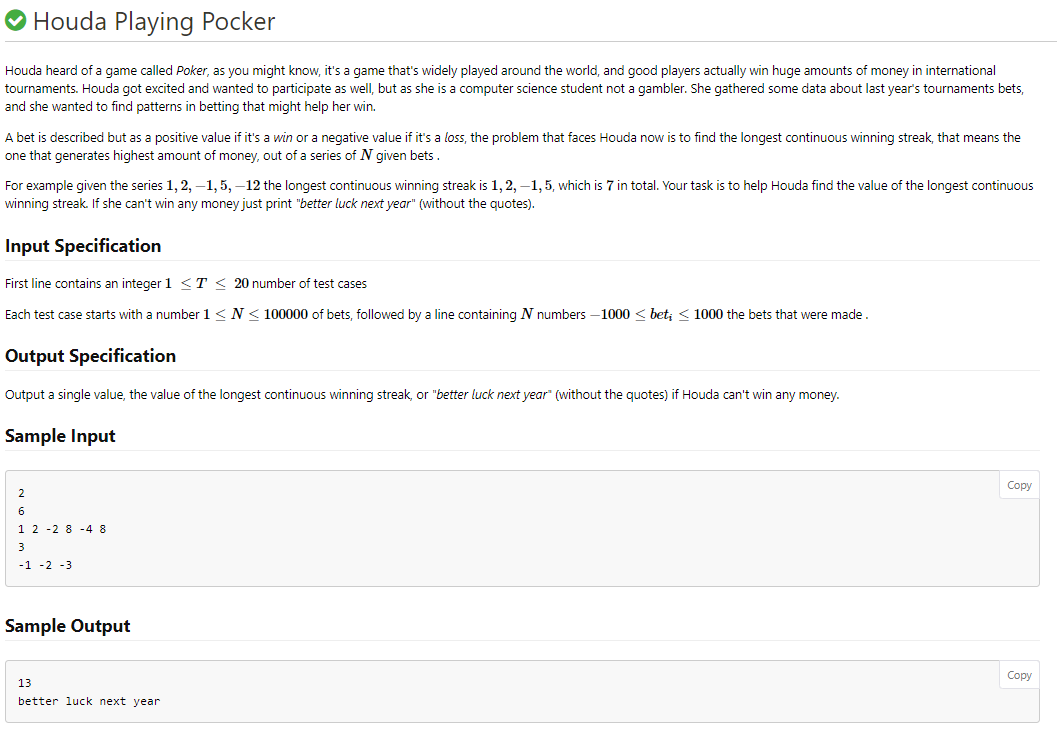 Houda Playing Pocker
Houda heard of a game called Poker, as you might know, it's a game that's widely played around the world, and good players actually win huge amounts of money in international
tournaments. Houda got excited and wanted to participate as well, but as she is a computer science student not a gambler. She gathered some data about last year's tournaments bets,
and she wanted to find patterns in betting that might help her win.
A bet is described but as a positive value if it's a win or a negative value if it's a loss, the problem that faces Houda now is to find the longest continuous winning streak, that means the
one that generates highest amount of money, out of a series of N given bets .
For example given the series 1, 2, −1, 5, −12 the longest continuous winning streak is 1, 2, −1, 5, which is 7 in total. Your task is to help Houda find the value of the longest continuous
winning streak. If she can't win any money just print "better luck next year" (without the quotes).
Input Specification
First line contains an integer 1 ≤ T ≤ 20 number of test cases
Each test case starts with a number 1 ≤ N ≤ 100000 of bets, followed by a line containing N numbers −1000 ≤ betᵢ ≤ 1000 the bets that were made .
Output Specification
Output a single value, the value of the longest continuous winning streak, or "better luck next year" (without the quotes) if Houda can't win any money.
Sample Input
Copy
2
6
1 2 -2 8 -4 8
3
-1 -2 -3
Sample Output
Copy
13
better luck next year